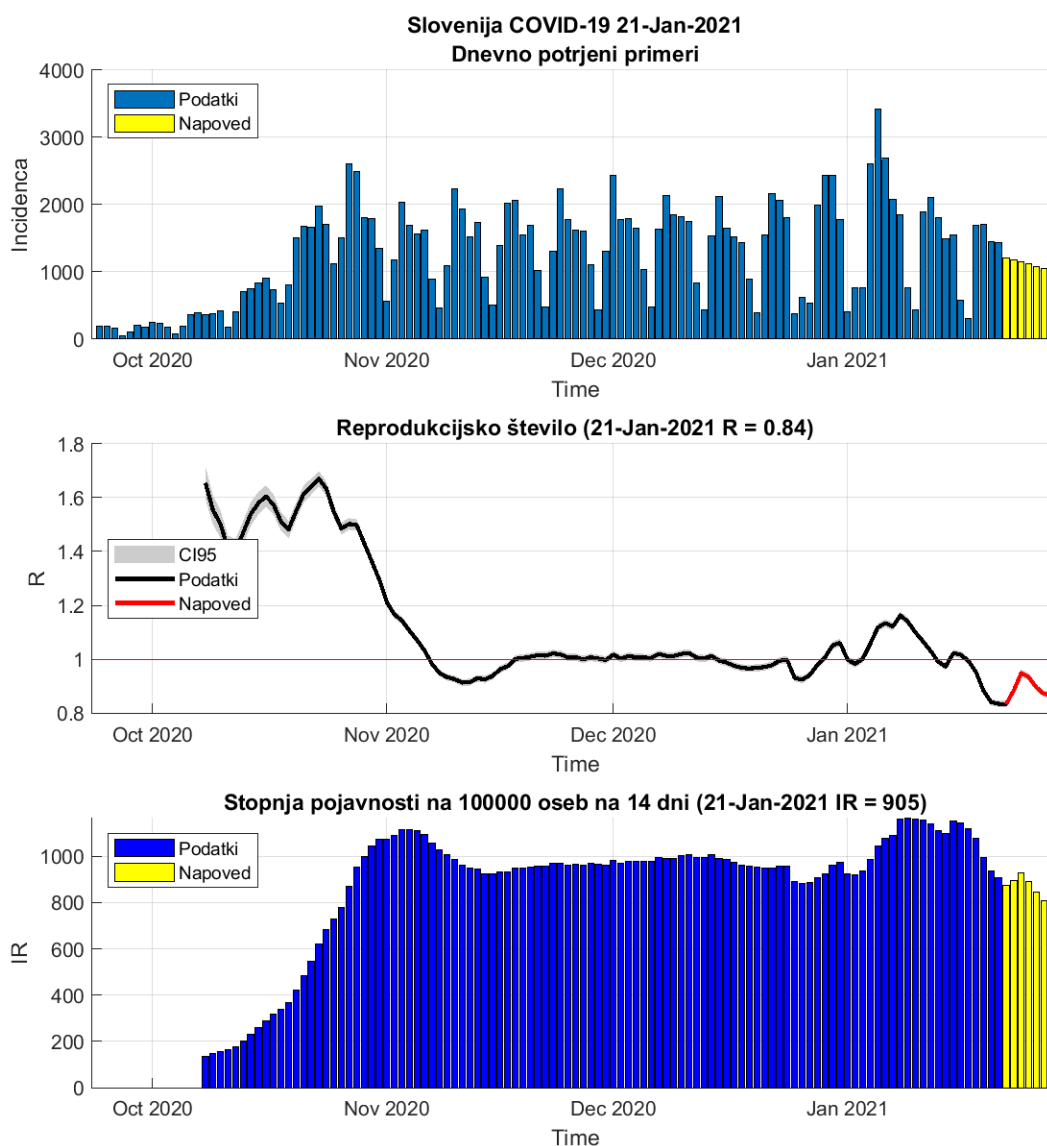 Slovenija COVID-19 21-Jan-2021
Dnevno potrjeni primeri
4000
3000
2000
1000
0
Incidenca
Podatki
Napoved
Oct 2020
Nov 2020
Dec 2020
Jan 2021
Time
Reprodukcijsko število (21-Jan-2021 R = 0.84)
1.8
1.6
1.4
1.2
1
0.8
R
CI95
Podatki
Napoved
Oct 2020
Nov 2020
Dec 2020
Jan 2021
Time
Stopnja pojavnosti na 100000 oseb na 14 dni (21-Jan-2021 IR = 905)
1000
800
600
400
200
0
IR
Podatki
Napoved
Oct 2020
Nov 2020
Dec 2020
Jan 2021
Time